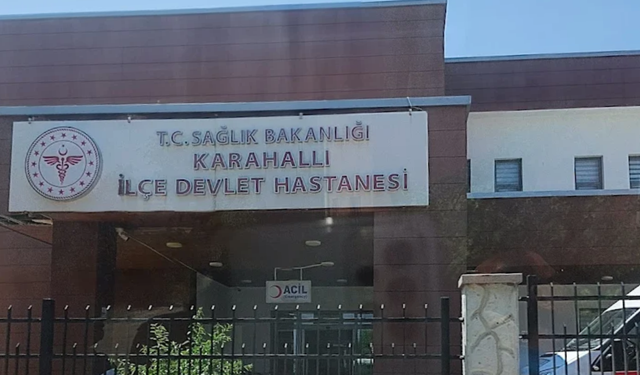 T.C. SAĞLIK BAKANLIĞI
KARAHALLI
İLÇE DEVLET HASTANESİ
ACİL